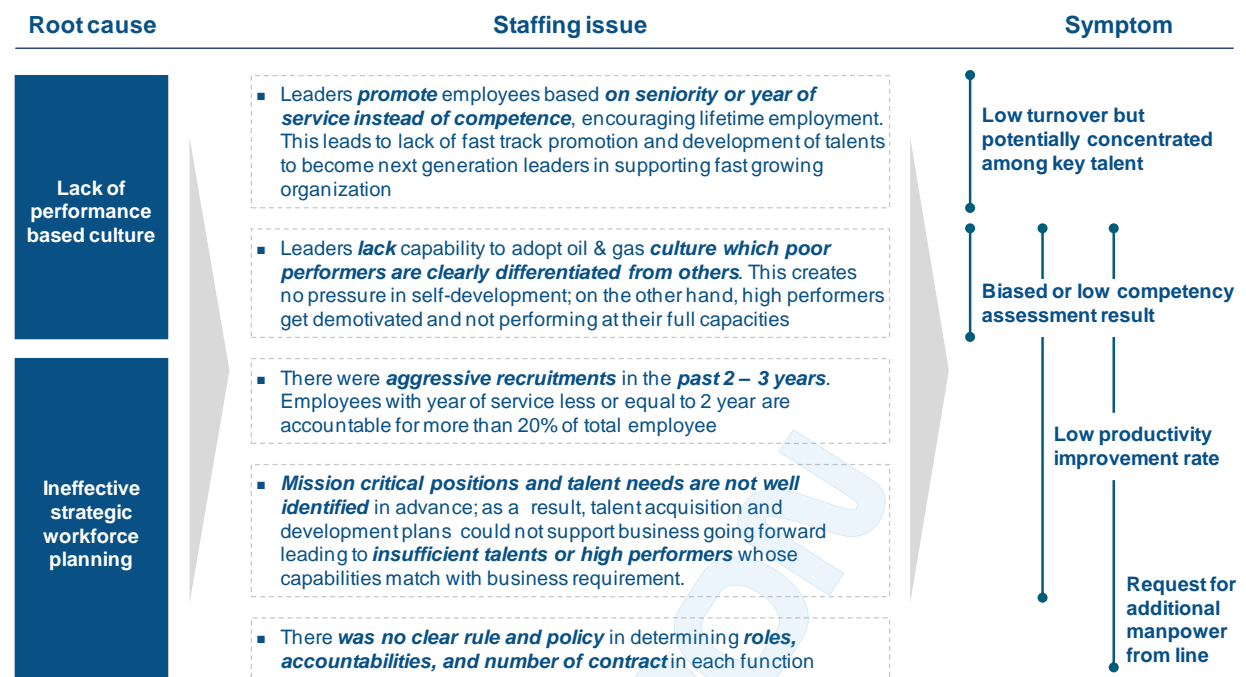 Root cause
Staffing issue
Symptom
Lack of
performance
based culture
▪ Leaders promote employees based on seniority or year of
service instead of competence, encouraging lifetime employment.
This leads to lack of fast track promotion and development of talents
to become next generation leaders in supporting fast growing
organization
▪ Leaders lack capability to adopt oil & gas culture which poor
performers are clearly differentiated from others. This creates
no pressure in self-development; on the other hand, high performers
get demotivated and not performing at their full capacities
Ineffective
strategic
workforce
planning
▪ There were aggressive recruitments in the past 2 – 3 years.
Employees with year of service less or equal to 2 year are
accountable for more than 20% of total employee
▪ Mission critical positions and talent needs are not well
identified in advance; as a result, talent acquisition and
development plans could not support business going forward
leading to insufficient talents or high performers whose
capabilities match with business requirement.
▪ There was no clear rule and policy in determining roles,
accountabilities, and number of contract in each function
Low turnover but
potentially concentrated
among key talent
Biased or low competency
assessment result
Low productivity
improvement rate
Request for
additional
manpower
from line